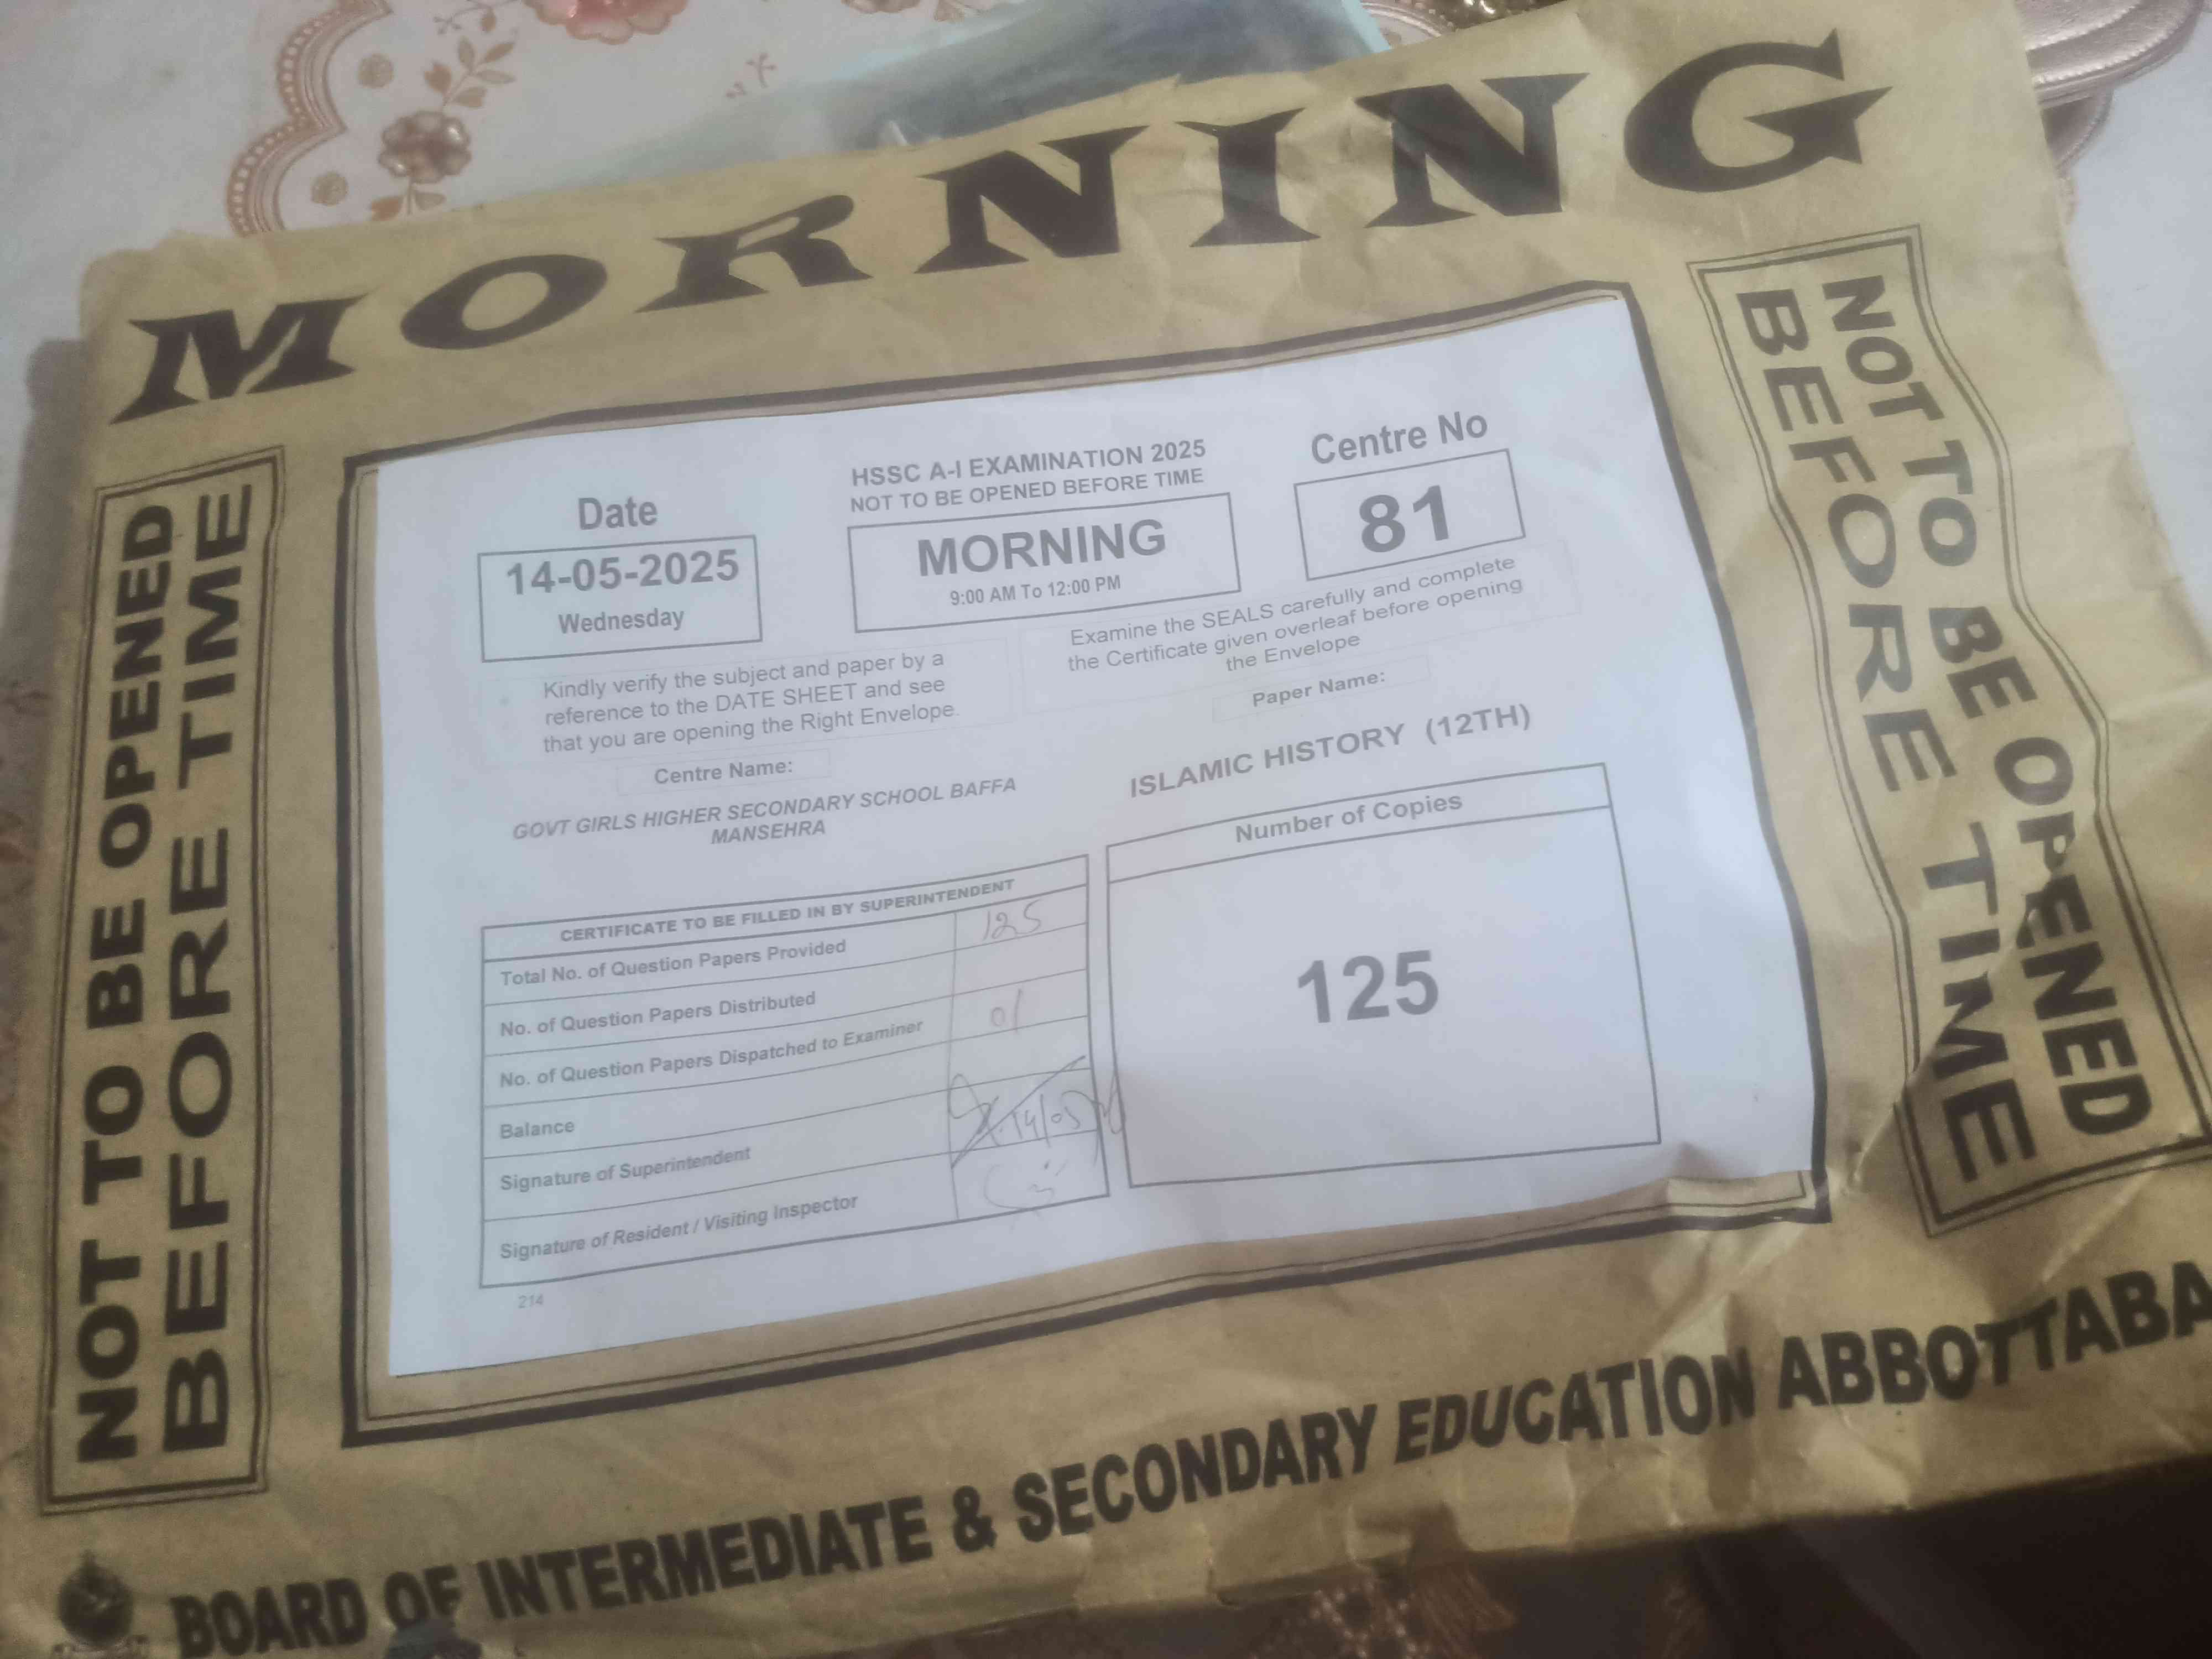 MORNING
NOT TO BE OPENED
BEFORE TIME
Date
14-05-2025
Wednesday
HSSC A-I EXAMINATION 2025
NOT TO BE OPENED BEFORE TIME
MORNING
9:00 AM To 12:00 PM
Centre No
81
Kindly verify the subject and paper by a
reference to the DATE SHEET and see
that you are opening the Right Envelope.
Examine the SEALS carefully and complete
the Certificate given overleaf before opening
the Envelope
Centre Name:
GOVT GIRLS HIGHER SECONDARY SCHOOL BAFFA
MANSEHRA
Paper Name:
ISLAMIC HISTORY (12TH)
CERTIFICATE TO BE FILLED IN BY SUPERINTENDENT
Total No. of Question Papers Provided 125
No. of Question Papers Distributed
No. of Question Papers Dispatched to Examiner 01
Balance
Signature of Superintendent
Signature of Resident / Visiting Inspector
Number of Copies
125
214
NOT TO BE OPENED
BEFORE TIME
BOARD OF INTERMEDIATE & SECONDARY EDUCATION ABBOTTABA